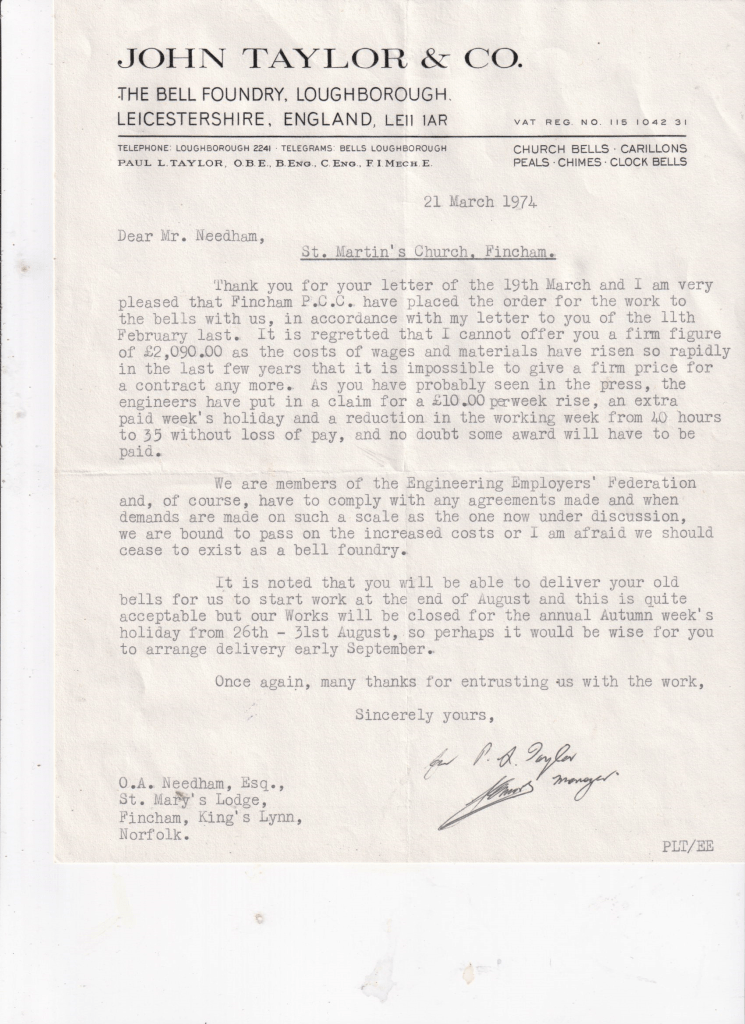 JOHN TAYLOR & CO.
THE BELL FOUNDRY, LOUGHBOROUGH.
LEICESTERSHIRE, ENGLAND, LE11 1AR
VAT REG. NO. 115 1042 31
TELEPHONE: LOUGHBOROUGH 2241 · TELEGRAMS: BELLS LOUGHBOROUGH
PAUL L. TAYLOR, O.B.E., B.ENG., C.ENG., F I MECH E.
CHURCH BELLS · CARILLONS
PEALS · CHIMES · CLOCK BELLS
21 March 1974
Dear Mr. Needham,
St. Martin's Church, Fincham.
Thank you for your letter of the 19th March and I am very
pleased that Fincham P.C.C. have placed the order for the work to
the bells with us, in accordance with my letter to you of the 11th
February last. It is regretted that I cannot offer you a firm figure
of £2,090.00 as the costs of wages and materials have risen so rapidly
in the last few years that it is impossible to give a firm price for
a contract any more. As you have probably seen in the press, the
engineers have put in a claim for a £10.00 per week rise, an extra
paid week's holiday and a reduction in the working week from 40 hours
to 35 without loss of pay, and no doubt some award will have to be
paid.
We are members of the Engineering Employers' Federation
and, of course, have to comply with any agreements made and when
demands are made on such a scale as the one now under discussion,
we are bound to pass on the increased costs or I am afraid we should
cease to exist as a bell foundry.
It is noted that you will be able to deliver your old
bells for us to start work at the end of August and this is quite
acceptable but our Works will be closed for the annual Autumn week's
holiday from 26th - 31st August, so perhaps it would be wise for you
to arrange delivery early September.
Once again, many thanks for entrusting us with the work,
Sincerely yours,
for P. L. Taylor
manager
O.A. Needham, Esq.,
St. Mary's Lodge,
Fincham, King's Lynn,
Norfolk.
PLT/EE